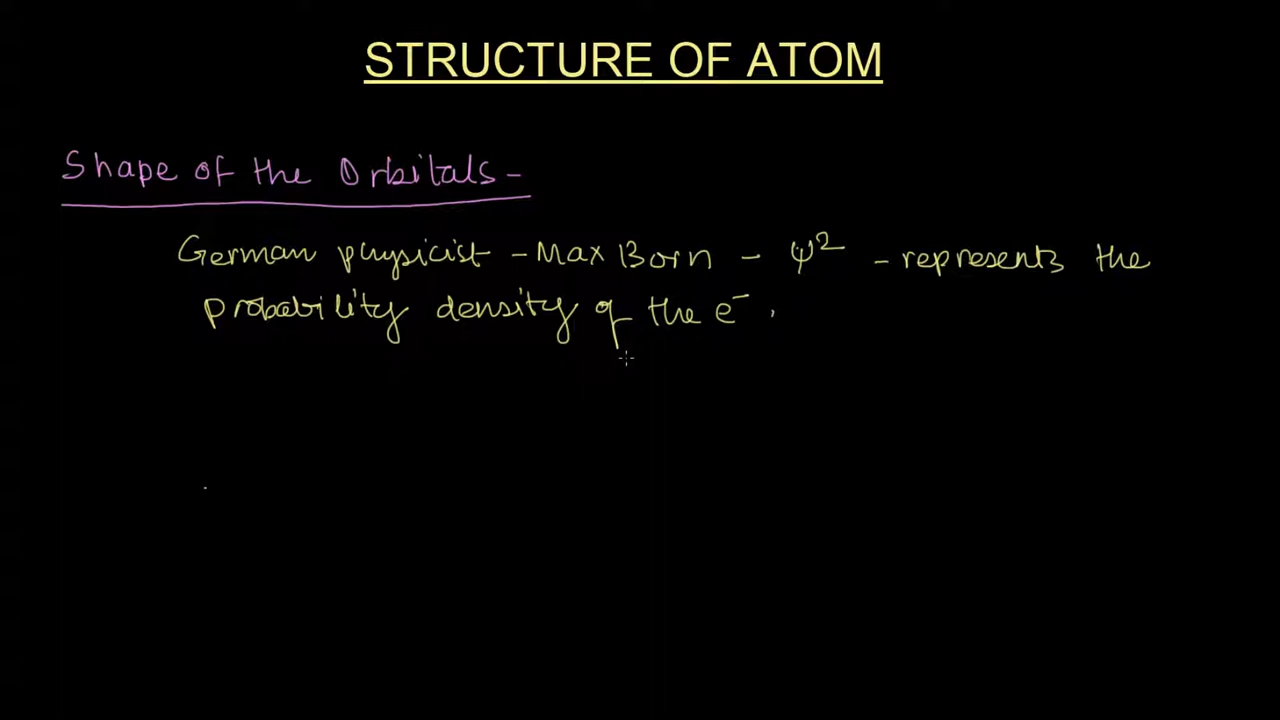 STRUCTURE OF ATOM
Shape of the Orbitals -
German physicist - Max Born - ψ² - represents the
probability density of the e⁻ .